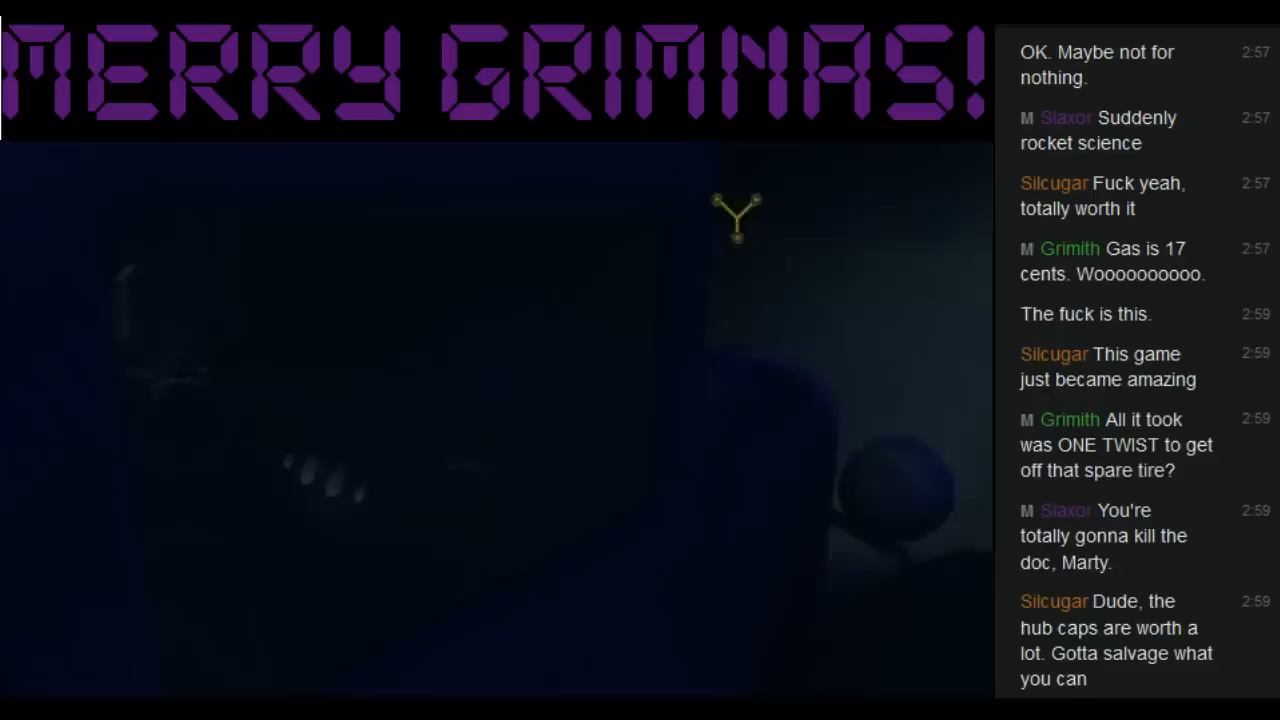 MERRY GRIMNAS!
OK. Maybe not for 2:57
nothing.
M Slaxor Suddenly 2:57
rocket science
Silcugar Fuck yeah, 2:57
totally worth it
M Grimith Gas is 17 2:57
cents. Woooooooooo.
The fuck is this. 2:59
Silcugar This game 2:59
just became amazing
M Grimith All it took 2:59
was ONE TWIST to get
off that spare tire?
M Slaxor You're 2:59
totally gonna kill the
doc, Marty.
Silcugar Dude, the 2:59
hub caps are worth a
lot. Gotta salvage what
you can